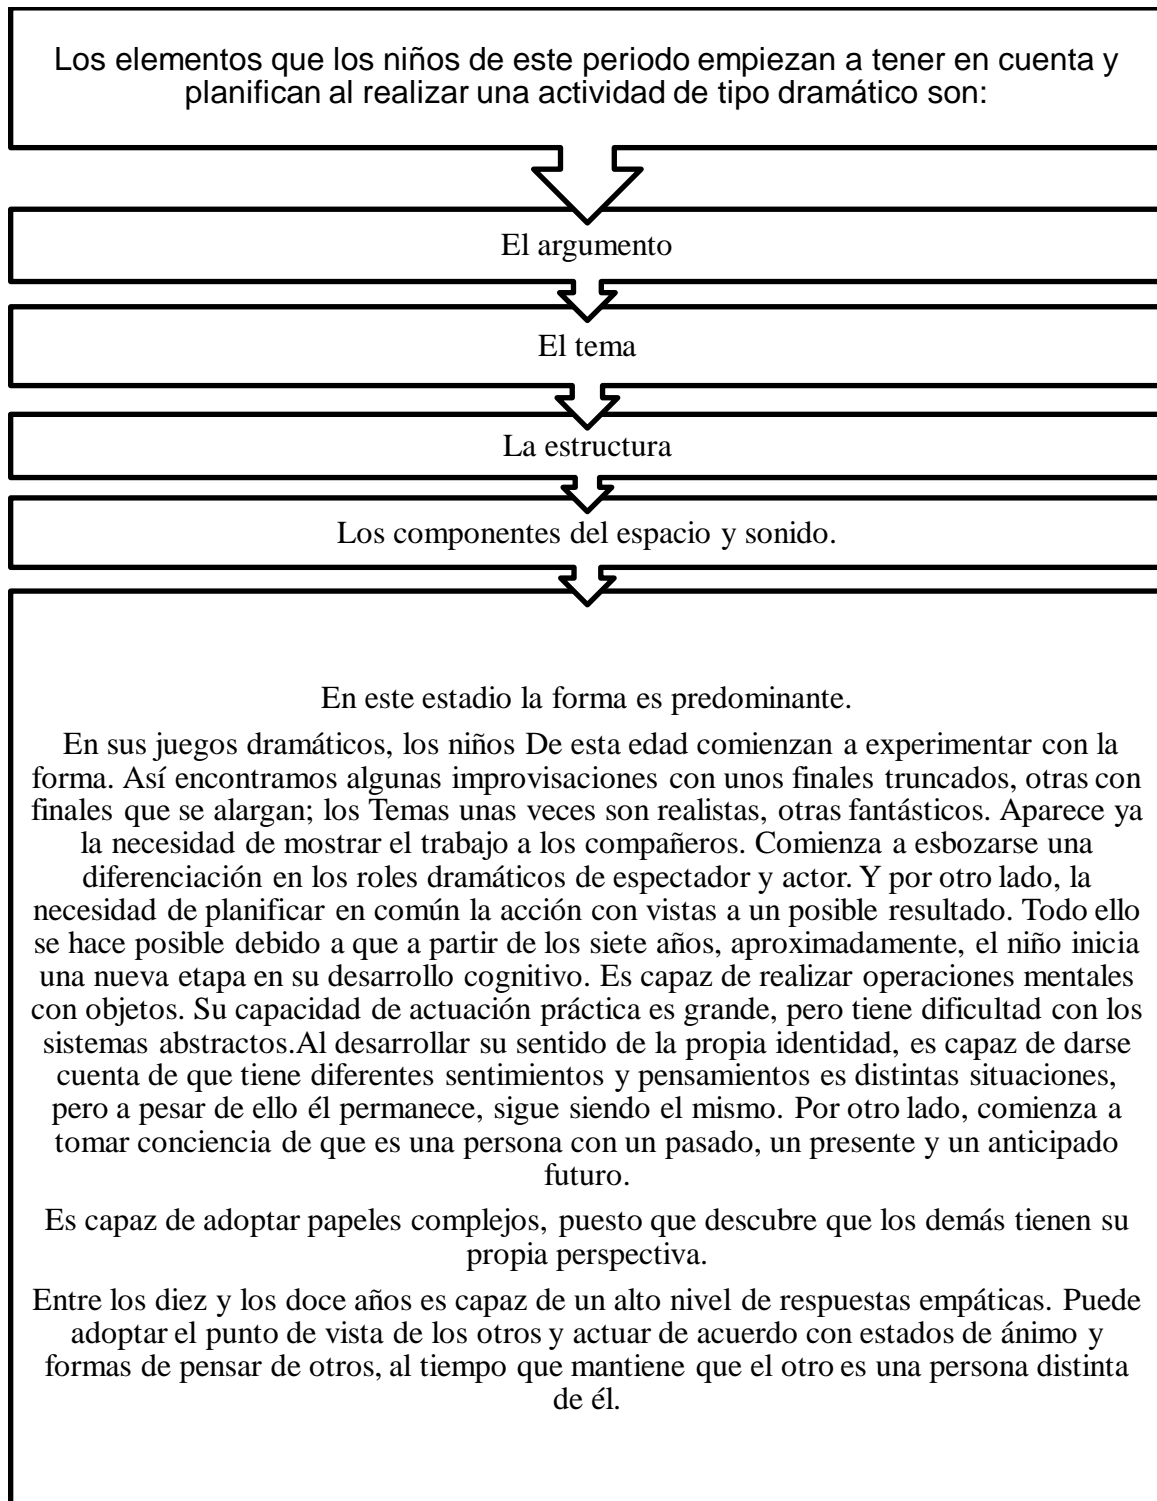 Los elementos que los niños de este periodo empiezan a tener en cuenta y
planifican al realizar una actividad de tipo dramático son:
El argumento
El tema
La estructura
Los componentes del espacio y sonido.
En este estadio la forma es predominante.
En sus juegos dramáticos, los niños De esta edad comienzan a experimentar con la
forma. Así encontramos algunas improvisaciones con unos finales truncados, otras con
finales que se alargan; los Temas unas veces son realistas, otras fantásticos. Aparece ya
la necesidad de mostrar el trabajo a los compañeros. Comienza a esbozarse una
diferenciación en los roles dramáticos de espectador y actor. Y por otro lado, la
necesidad de planificar en común la acción con vistas a un posible resultado. Todo ello
se hace posible debido a que a partir de los siete años, aproximadamente, el niño inicia
una nueva etapa en su desarrollo cognitivo. Es capaz de realizar operaciones mentales
con objetos. Su capacidad de actuación práctica es grande, pero tiene dificultad con los
sistemas abstractos.Al desarrollar su sentido de la propia identidad, es capaz de darse
cuenta de que tiene diferentes sentimientos y pensamientos es distintas situaciones,
pero a pesar de ello él permanece, sigue siendo el mismo. Por otro lado, comienza a
tomar conciencia de que es una persona con un pasado, un presente y un anticipado
futuro.
Es capaz de adoptar papeles complejos, puesto que descubre que los demás tienen su
propia perspectiva.
Entre los diez y los doce años es capaz de un alto nivel de respuestas empáticas. Puede
adoptar el punto de vista de los otros y actuar de acuerdo con estados de ánimo y
formas de pensar de otros, al tiempo que mantiene que el otro es una persona distinta
de él.